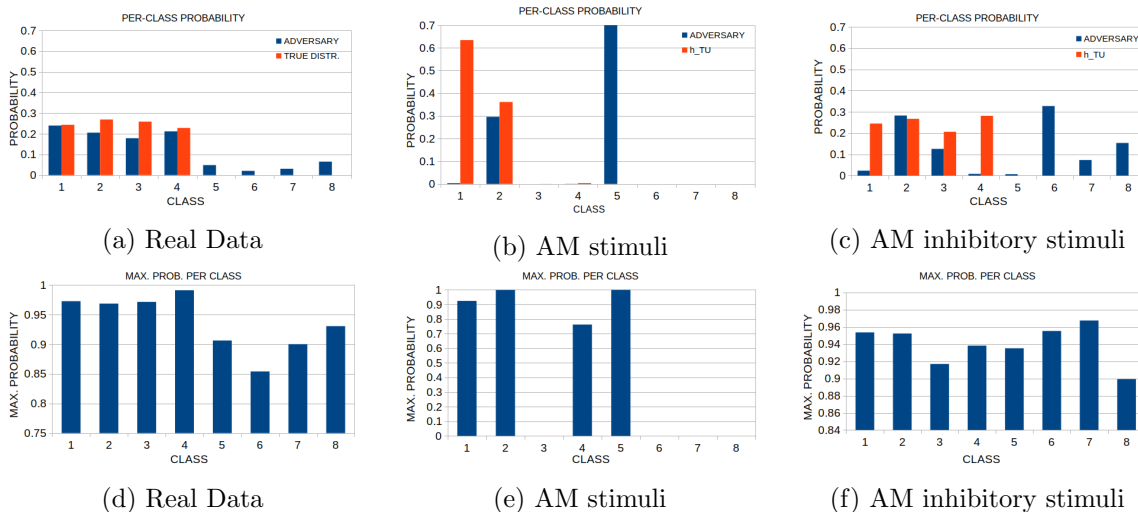 PER-CLASS PROBABILITY
PROBABILITY
0.7
0.6
0.5
0.4
0.3
0.2
0.1
0
ADVERSARY
TRUE DISTR.
1 2 3 4 5 6 7 8
CLASS
(a) Real Data
PER-CLASS PROBABILITY
PROBABILITY
0.7
0.6
0.5
0.4
0.3
0.2
0.1
0
ADVERSARY
h_TU
1 2 3 4 5 6 7 8
CLASS
(b) AM stimuli
PER-CLASS PROBABILITY
PROBABILITY
0.7
0.6
0.5
0.4
0.3
0.2
0.1
0
ADVERSARY
h_TU
1 2 3 4 5 6 7 8
CLASS
(c) AM inhibitory stimuli
MAX. PROB. PER CLASS
MAX. PROBABILITY
1
0.95
0.9
0.85
0.8
0.75
1 2 3 4 5 6 7 8
CLASS
(d) Real Data
MAX. PROB. PER CLASS
MAX. PROBABILITY
1
0.9
0.8
0.7
0.6
0.5
0.4
0.3
0.2
0.1
0
1 2 3 4 5 6 7 8
CLASS
(e) AM stimuli
MAX. PROB. PER CLASS
MAX. PROBABILITY
1
0.98
0.96
0.94
0.92
0.9
0.88
0.86
0.84
1 2 3 4 5 6 7 8
CLASS
(f) AM inhibitory stimuli